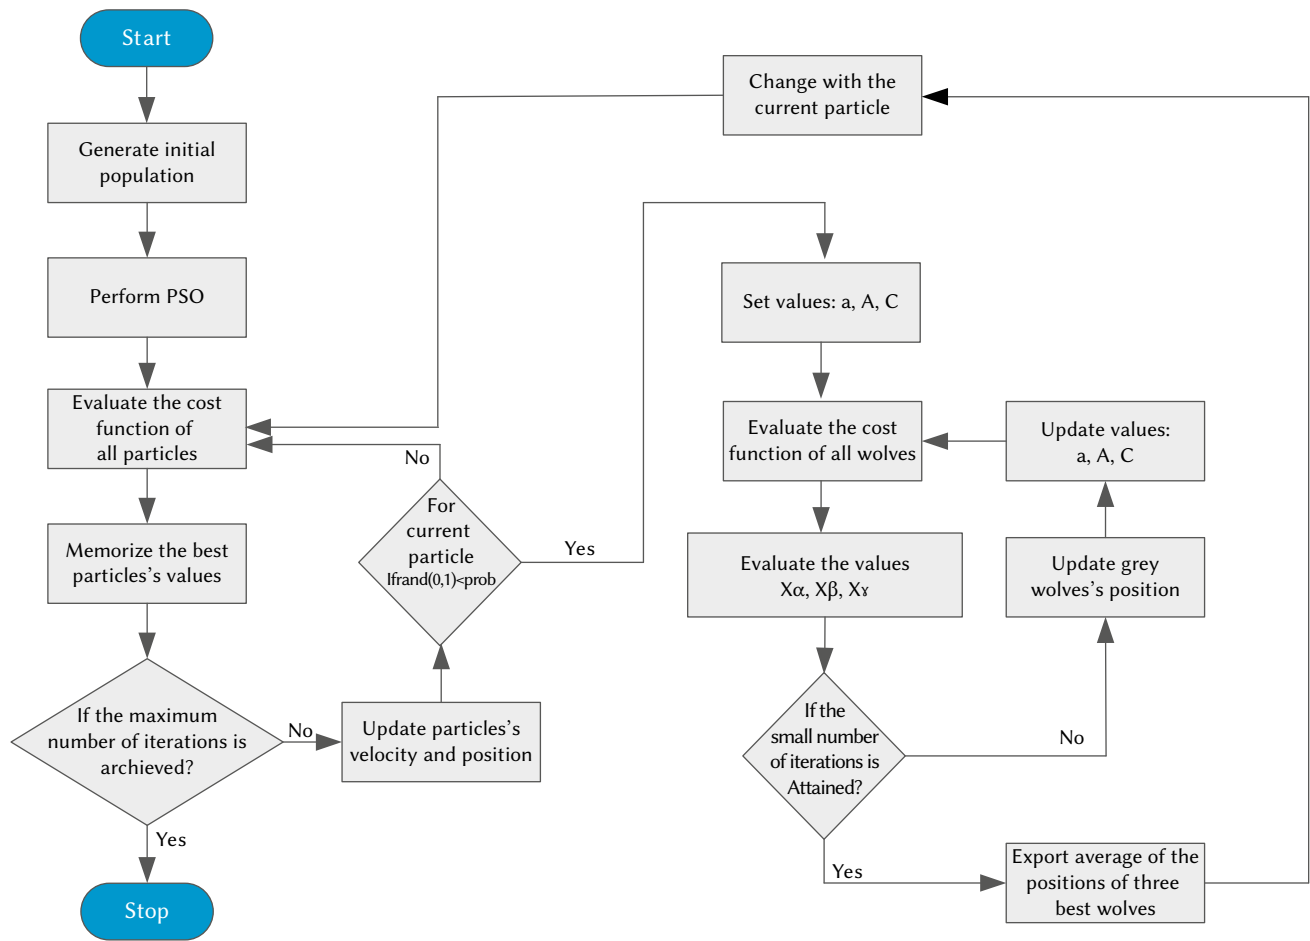 Start
Generate initial
population
Perform PSO
Evaluate the cost
function of
all particles
Memorize the best
particles's values
If the maximum
number of iterations is
archieved?
No
Yes
Stop
Update particles's
velocity and position
For
current
particle
Ifrand(0,1)<prob
No
Yes
Change with the
current particle
Set values: a, A, C
Evaluate the cost
function of all wolves
Evaluate the values
Xα, Xβ, Xɤ
If the
small number
of iterations is
Attained?
No
Yes
Update grey
wolves's position
Update values:
a, A, C
Export average of the
positions of three
best wolves